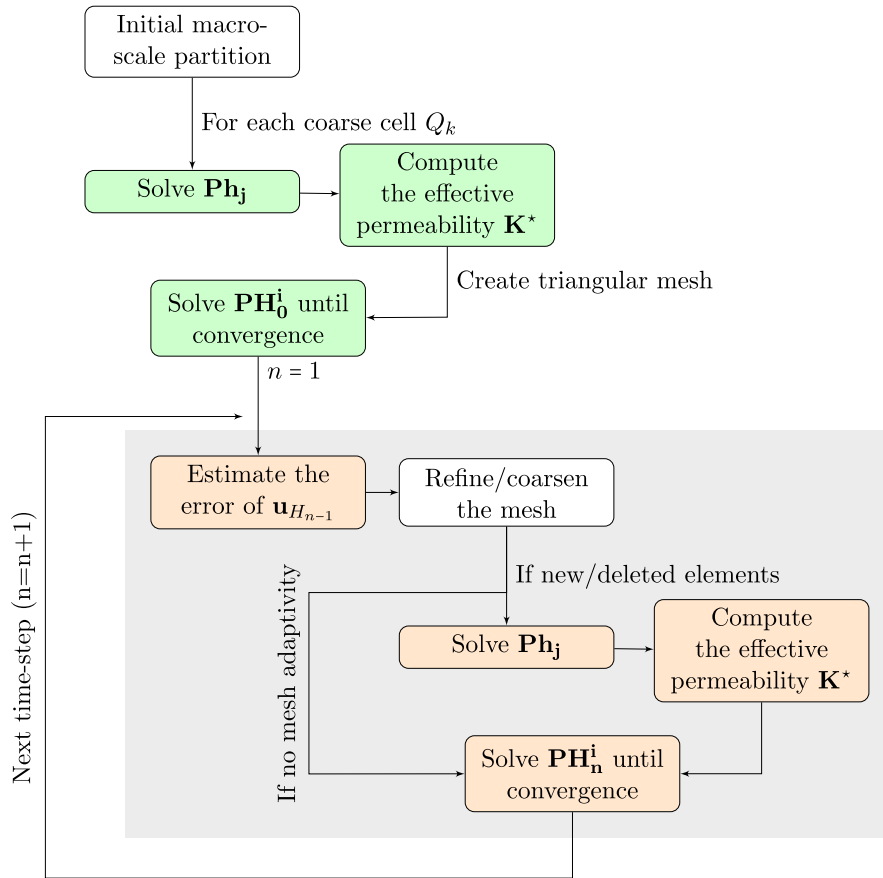 Initial macro-
scale partition
For each coarse cell Q_k
Solve Ph_j
Compute
the effective
permeability K^⋆
Create triangular mesh
Solve PH_0^i until
convergence
n = 1
Estimate the
error of u_{H_{n−1}}
Refine/coarsen
the mesh
If new/deleted elements
If no mesh adaptivity
Solve Ph_j
Compute
the effective
permeability K^⋆
Solve PH_n^i until
convergence
Next time-step (n=n+1)